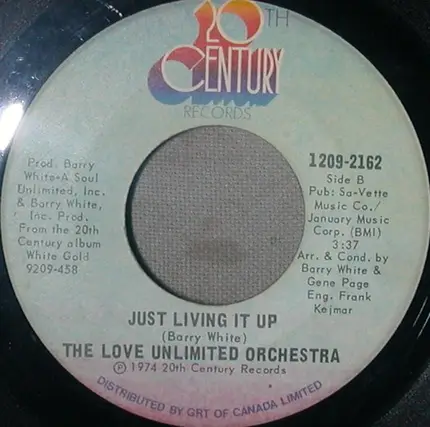 20TH
CENTURY
RECORDS
Prod. Barry
White-A Soul
Unlimited, Inc.
& Barry White,
Inc. Prod.
From the 20th
Century album
White Gold
9209-458
1209-2162
Side B
Pub: Sa-Vette
Music Co./
January Music
Corp. (BMI)
3:37
Arr. & Cond. by
Barry White &
Gene Page
Eng. Frank
Kejmar
JUST LIVING IT UP
(Barry White)
THE LOVE UNLIMITED ORCHESTRA
Ⓟ 1974 20th Century Records
DISTRIBUTED BY GRT OF CANADA LIMITED